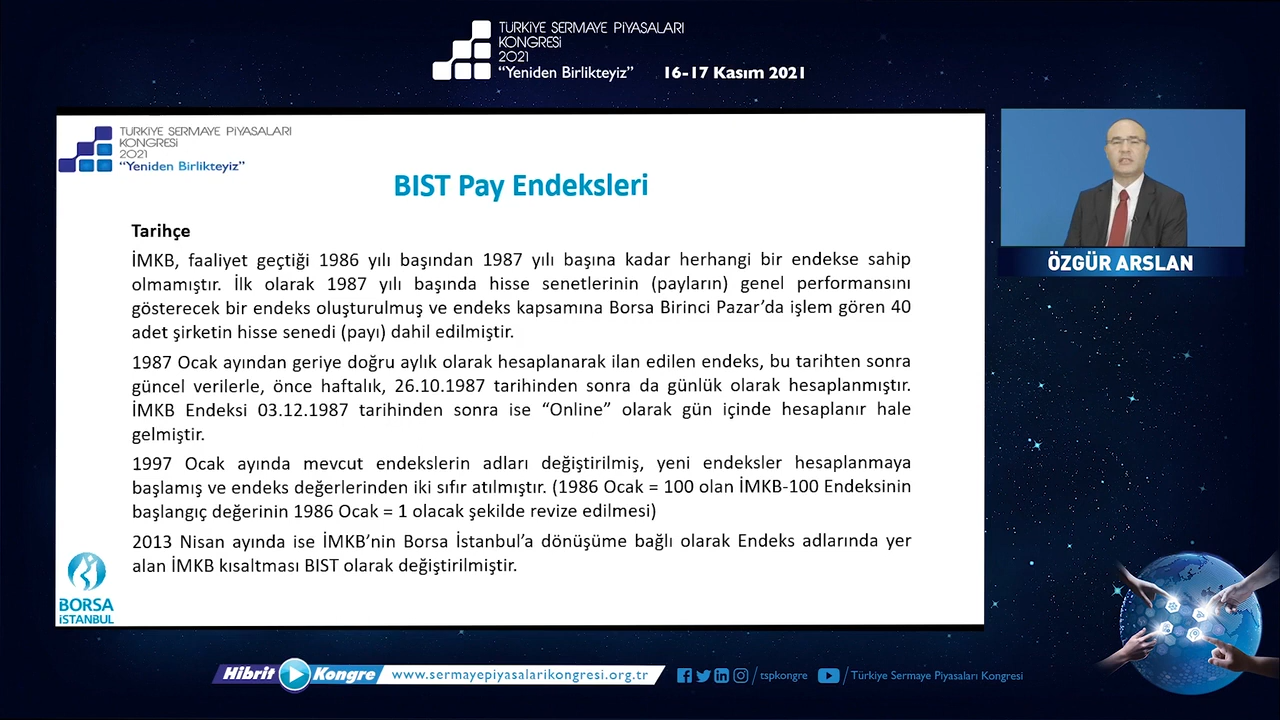 TÜRKİYE SERMAYE PİYASALARI
KONGRESİ
2021
“Yeniden Birlikteyiz”
16-17 Kasım 2021
TÜRKİYE SERMAYE PİYASALARI
KONGRESİ
2021
“Yeniden Birlikteyiz”
BIST Pay Endeksleri
Tarihçe
İMKB, faaliyet geçtiği 1986 yılı başından 1987 yılı başına kadar herhangi bir endekse sahip
olmamıştır. İlk olarak 1987 yılı başında hisse senetlerinin (payların) genel performansını
gösterecek bir endeks oluşturulmuş ve endeks kapsamına Borsa Birinci Pazar’da işlem gören 40
adet şirketin hisse senedi (payı) dahil edilmiştir.
1987 Ocak ayından geriye doğru aylık olarak hesaplanarak ilan edilen endeks, bu tarihten sonra
güncel verilerle, önce haftalık, 26.10.1987 tarihinden sonra da günlük olarak hesaplanmıştır.
İMKB Endeksi 03.12.1987 tarihinden sonra ise “Online” olarak gün içinde hesaplanır hale
gelmiştir.
1997 Ocak ayında mevcut endekslerin adları değiştirilmiş, yeni endeksler hesaplanmaya
başlamış ve endeks değerlerinden iki sıfır atılmıştır. (1986 Ocak = 100 olan İMKB-100 Endeksinin
başlangıç değerinin 1986 Ocak = 1 olacak şekilde revize edilmesi)
2013 Nisan ayında ise İMKB’nin Borsa İstanbul’a dönüşüme bağlı olarak Endeks adlarında yer
alan İMKB kısaltması BIST olarak değiştirilmiştir.
BORSA
İSTANBUL
ÖZGÜR ARSLAN
Hibrit Kongre
www.sermayepiyasalarikongresi.org.tr
/tspkongre
/Türkiye Sermaye Piyasaları Kongresi